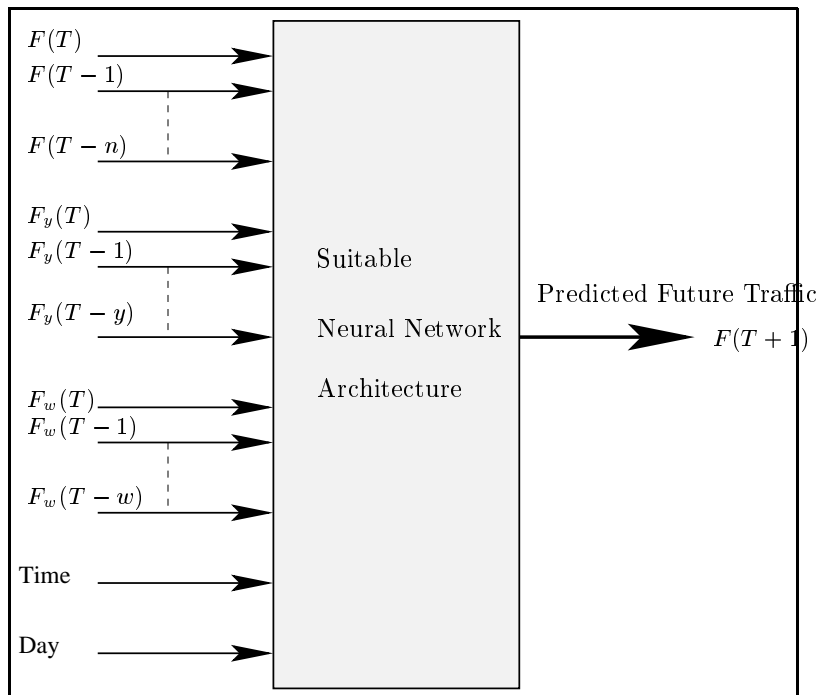 F(T)
F(T − 1)
F(T − n)
F_y(T)
F_y(T − 1)
F_y(T − y)
F_w(T)
F_w(T − 1)
F_w(T − w)
Time
Day
Suitable
Neural Network
Architecture
Predicted Future Traffic
F(T + 1)